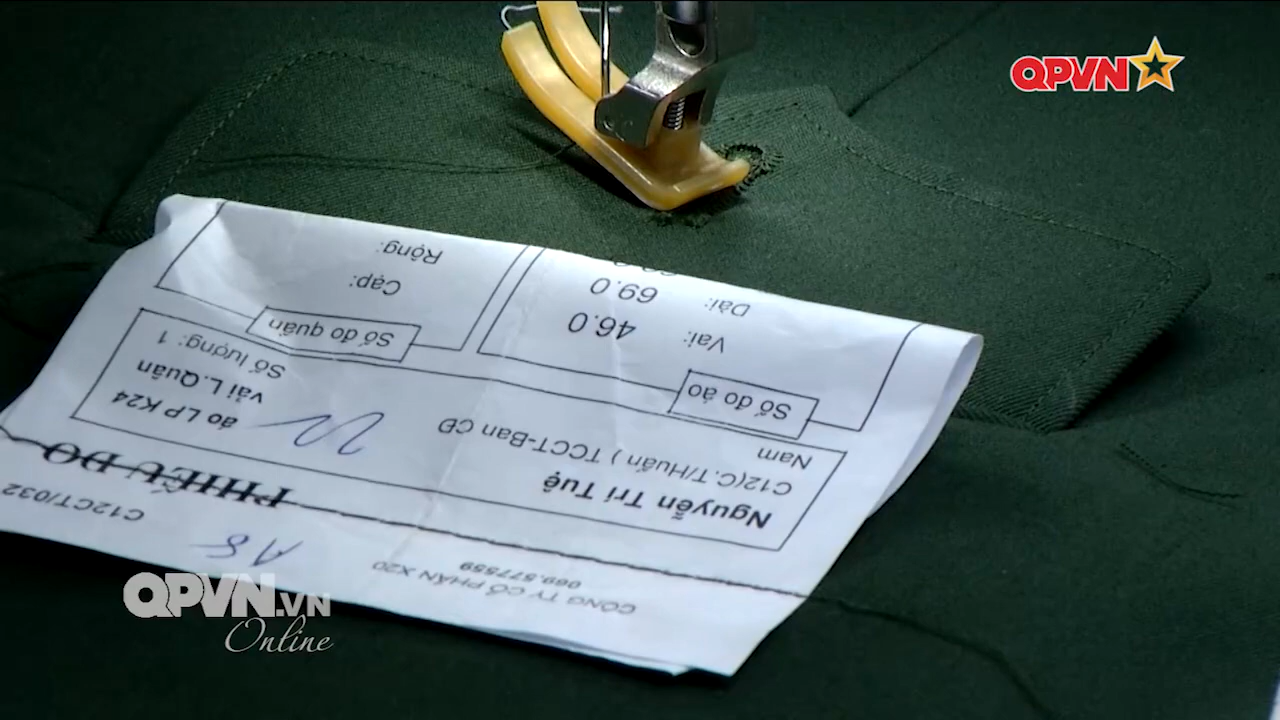 QPVN
CÔNG TY CỔ PHẦN X20
069.577559
A8
C12CT/032
PHIẾU ĐO
Nguyễn Trí Tuệ
C12(C.T/Huấn ) TCCT-Ban CĐ
Nam
áo LP K24
vải L.Quân
Số lượng: 1
Số đo áo
Vai: 46.0
Dài: 69.0
Số đo quần
Cạp:
Rộng:
QPVN.VN
Online